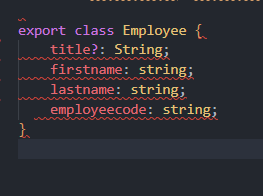 export class Employee {
title?: String;
firstname: string;
lastname: string;
employeecode: string;
}